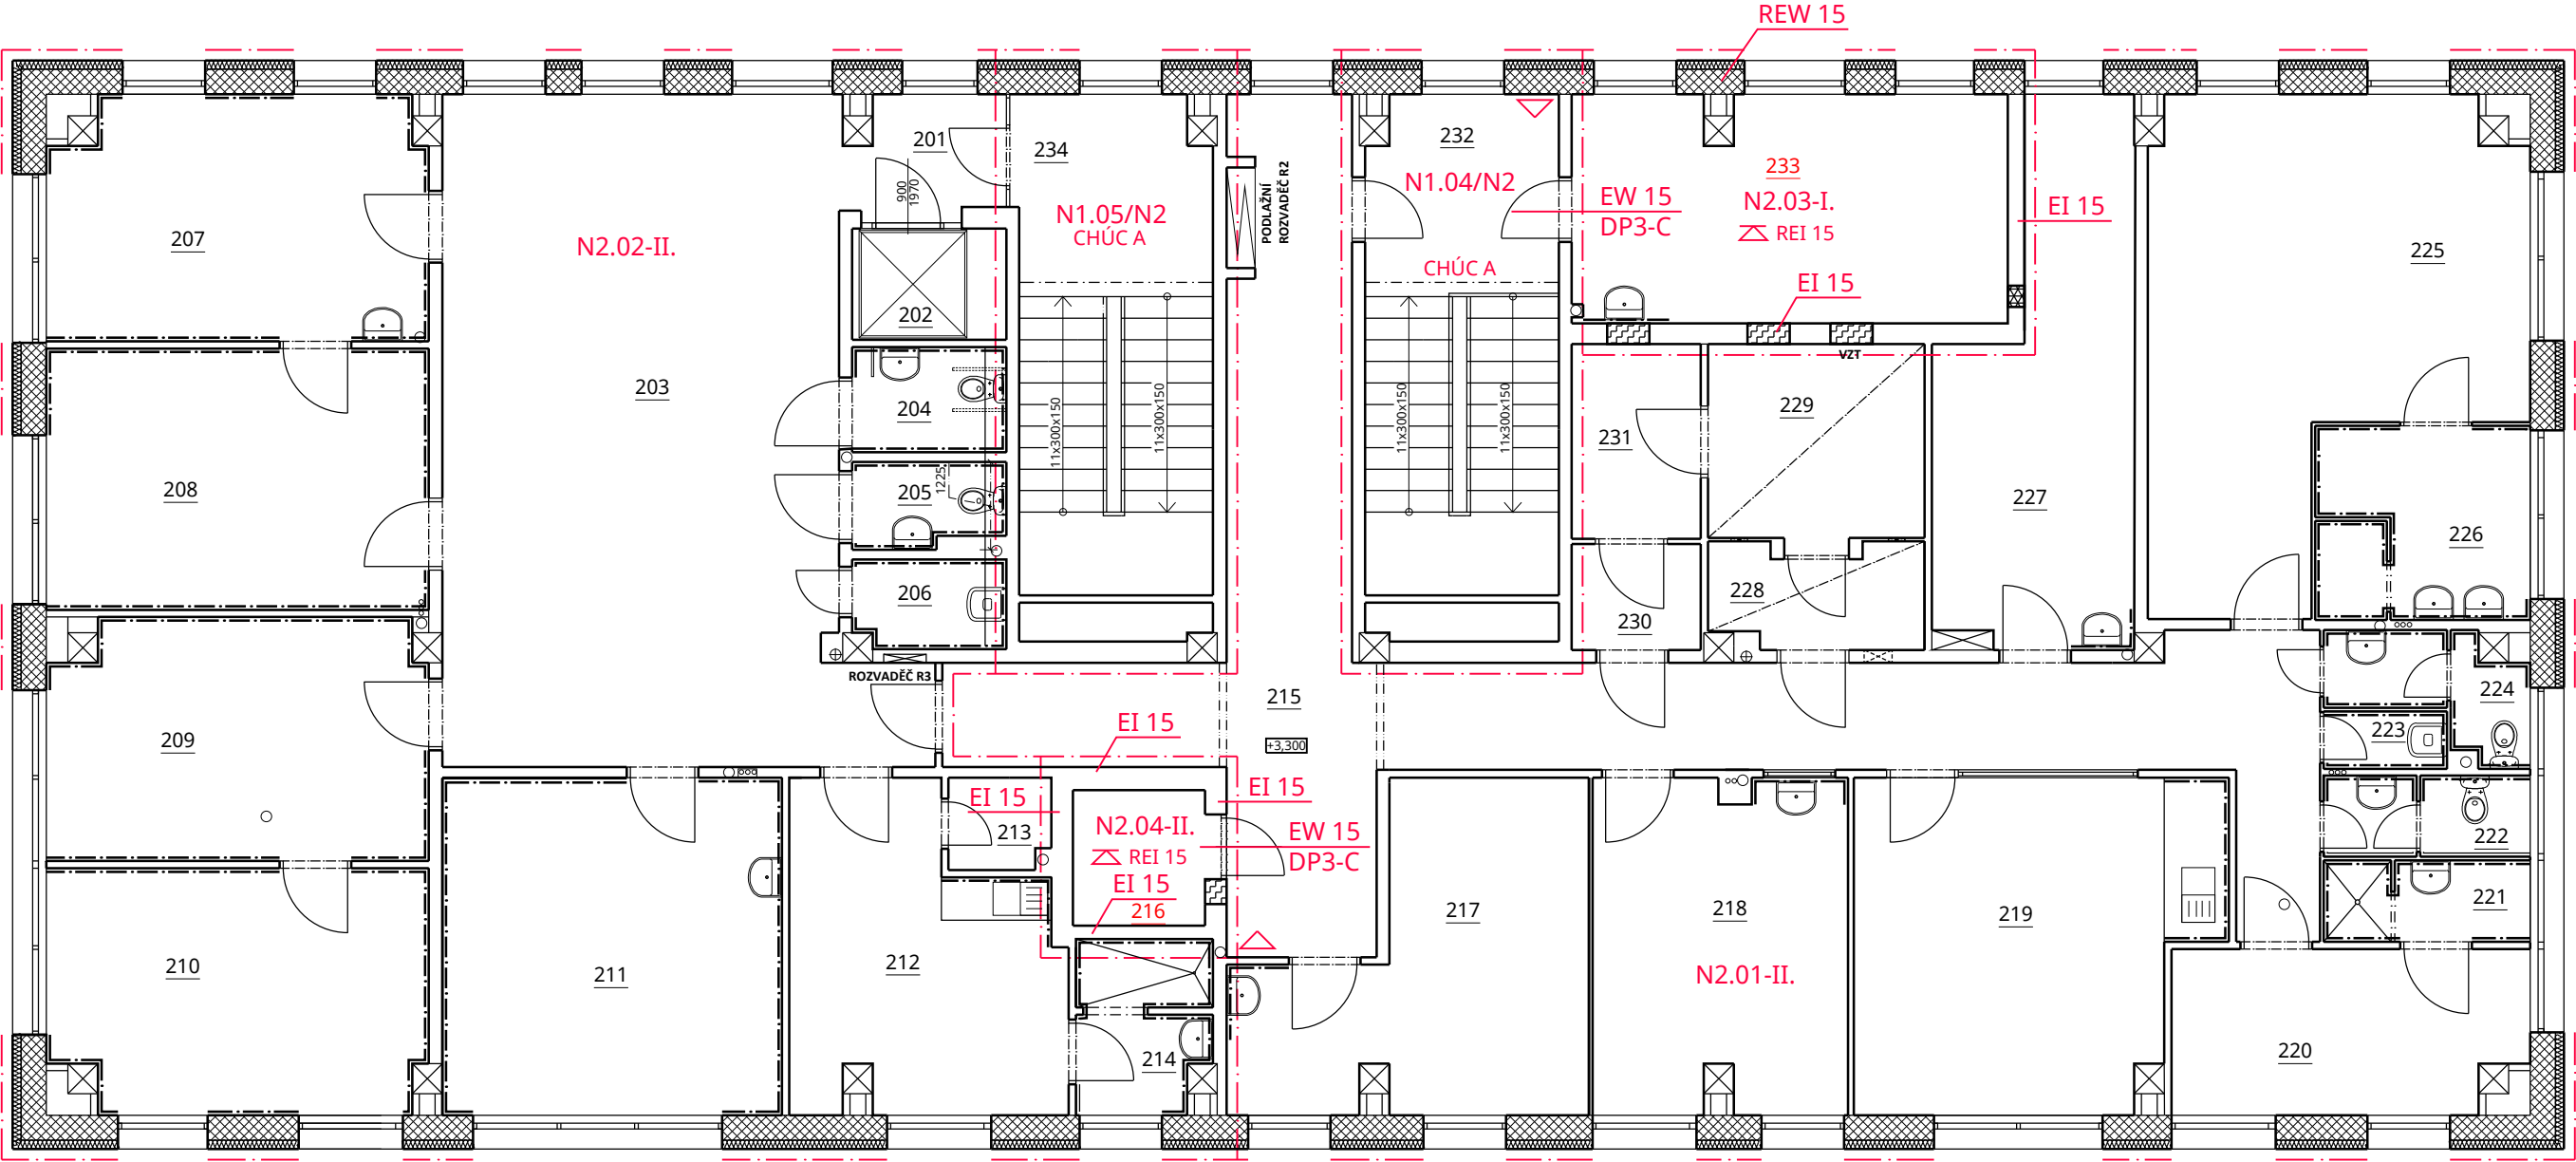 REW 15
201
234
232
233
N1.04/N2
N2.03-I.
REI 15
EW 15
DP3-C
EI 15
900
1970
PODLAŽNÍ
ROZVADĚČ R2
207
N2.02-II.
N1.05/N2
CHÚC A
225
CHÚC A
EI 15
202
VZT
203
204
11x300x150
11x300x150
11x300x150
11x300x150
229
231
208
205
1225
227
226
206
228
230
ROZVADĚČ R3
215
224
209
EI 15
+3,300
223
EI 15
EI 15
213
N2.04-II.
REI 15
EW 15
DP3-C
222
EI 15
216
217
218
219
221
210
211
212
N2.01-II.
214
220